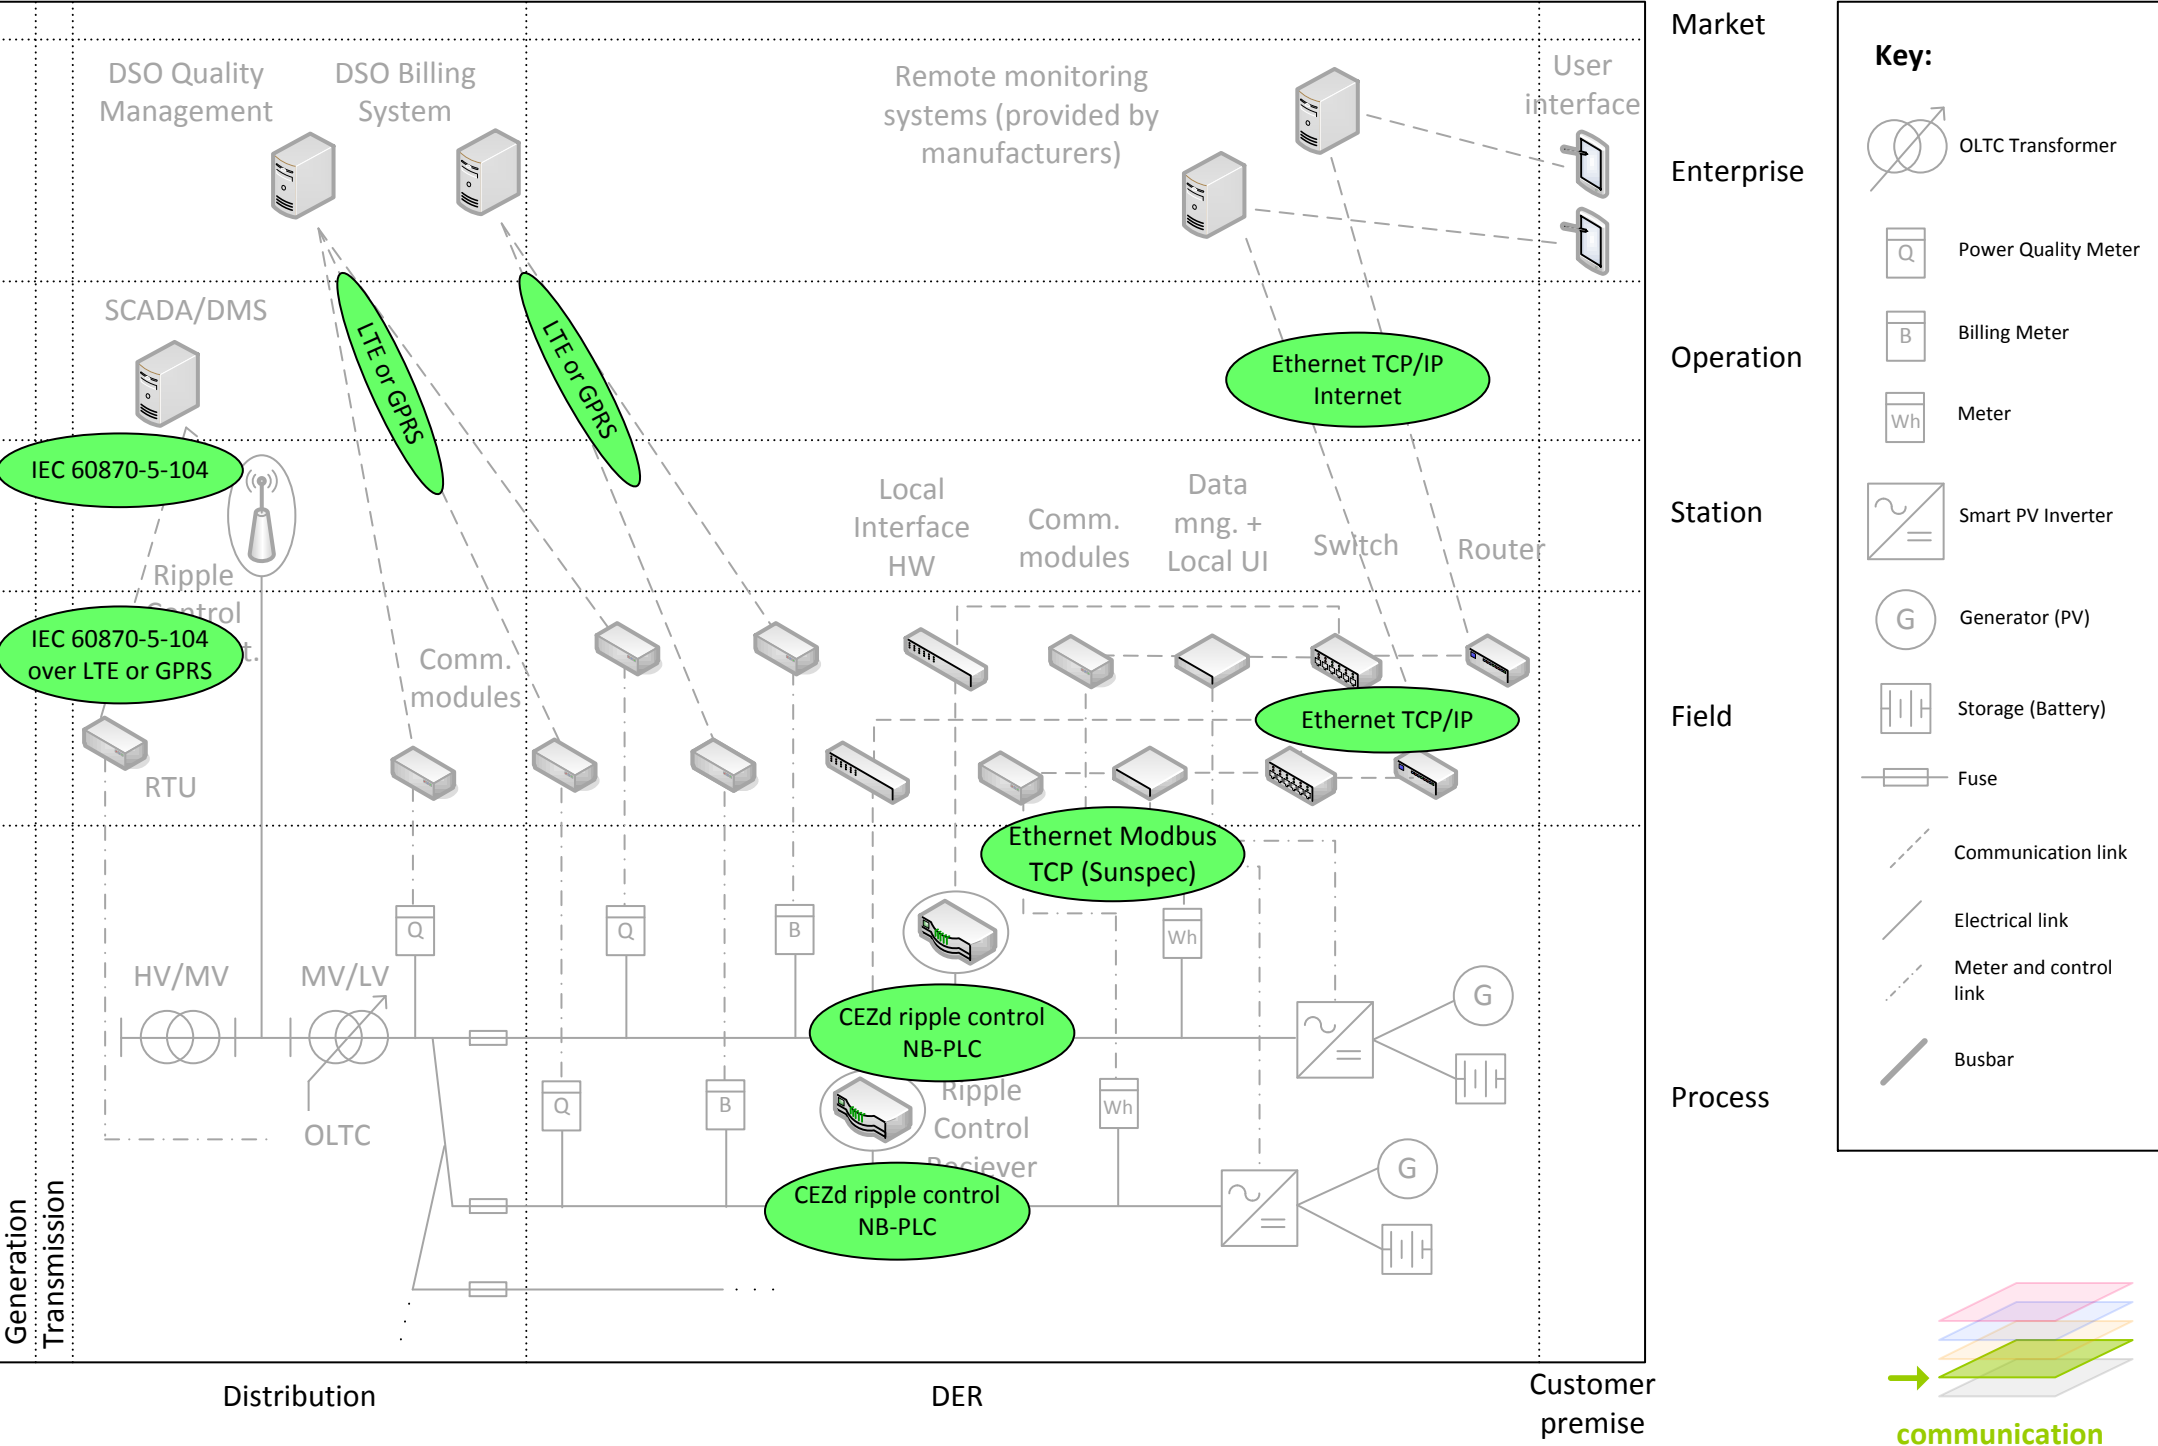 Market
Key:
DSO Quality
Management
DSO Billing
System
Remote monitoring
systems (provided by
manufacturers)
User
interface
Enterprise
OLTC Transformer
Q
Power Quality Meter
B
Billing Meter
Wh
Meter
SCADA/DMS
LTE or GPRS
LTE or GPRS
Ethernet TCP/IP
Internet
Operation
IEC 60870-5-104
Local
Interface
HW
Comm.
modules
Data
mng. +
Local UI
Switch
Router
Station
Smart PV Inverter
Ripple
Control
t.
IEC 60870-5-104
over LTE or GPRS
G
Generator (PV)
Comm.
modules
Ethernet TCP/IP
Field
Storage (Battery)
RTU
Fuse
Ethernet Modbus
TCP (Sunspec)
Communication link
Q
Q
B
Wh
Electrical link
HV/MV
MV/LV
G
Meter and control
link
CEZd ripple control
NB-PLC
Busbar
Q
B
Ripple
Control
Reciever
Wh
Process
OLTC
G
CEZd ripple control
NB-PLC
Generation
Transmission
. . .
Distribution
DER
Customer
premise
communication